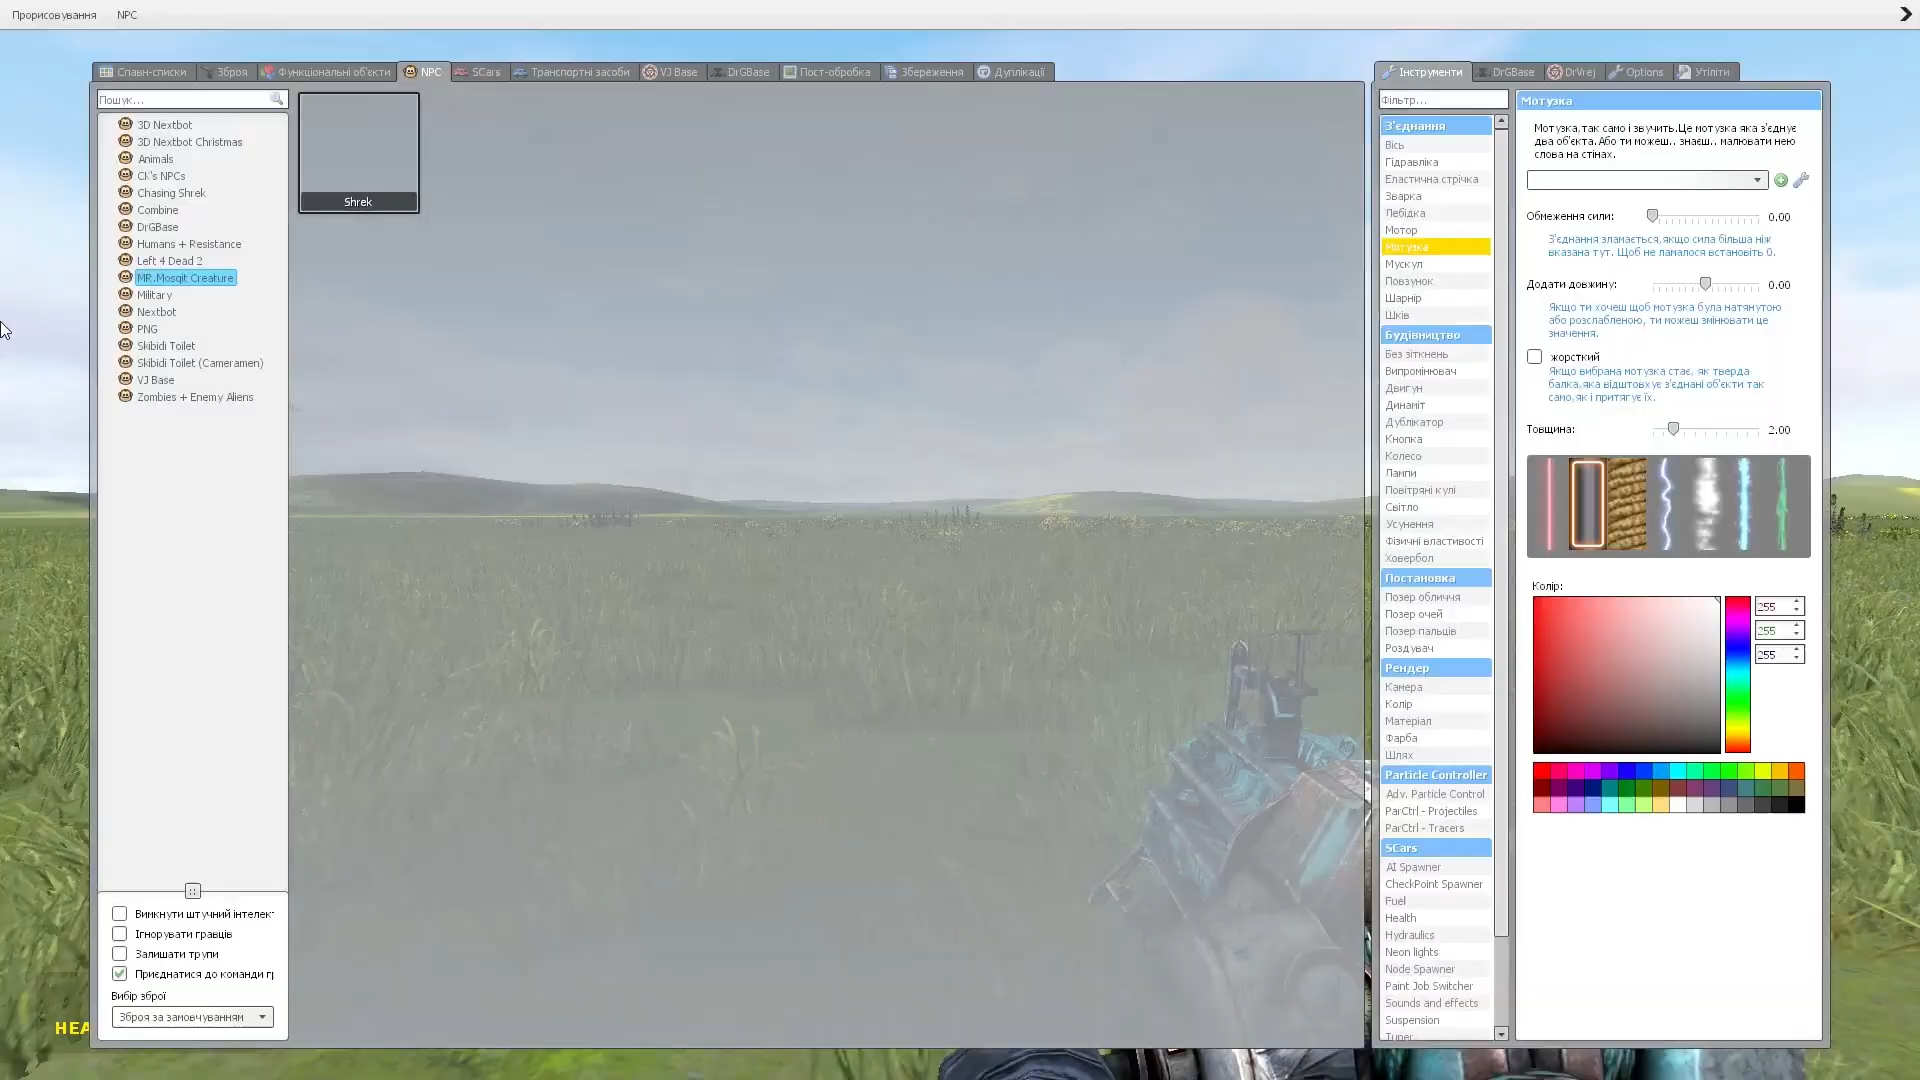 Прорисовування NPC
Спавн-списки Зброя Функціональні об'єкти NPC SCars Транспортні засоби VJ Base DrGBase Пост-обробка Збереження Дуплікації
Пошук...
3D Nextbot
3D Nextbot Christmas
Animals
CK's NPCs
Chasing Shrek
Combine
DrGBase
Humans + Resistance
Left 4 Dead 2
MR.Mosqit Creature
Military
Nextbot
PNG
Skibidi Toilet
Skibidi Toilet (Cameramen)
VJ Base
Zombies + Enemy Aliens
Вимкнути штучний інтелект
Ігнорувати гравців
Залишати трупи
Приєднатися до команди гр
Вибір зброї
Зброя за замовчуванням
HEA
Shrek
Інструменти DrGBase DrVrej Options Утіліти
Фільтр...
З'єднання
Вісь
Гідравліка
Еластична стрічка
Зварка
Лебідка
Мотор
Мотузка
Мускул
Повзунок
Шарнір
Шків
Будівництво
Без зіткнень
Випромінювач
Двигун
Динаміт
Дублікатор
Кнопка
Колесо
Лампи
Повітряні кулі
Світло
Усунення
Фізичні властивості
Ховербол
Постановка
Позер обличчя
Позер очей
Позер пальців
Роздувач
Рендер
Камера
Колір
Матеріал
Фарба
Шлях
Particle Controller
Adv. Particle Control
ParCtrl - Projectiles
ParCtrl - Tracers
SCars
AI Spawner
CheckPoint Spawner
Fuel
Health
Hydraulics
Neon lights
Node Spawner
Paint Job Switcher
Sounds and effects
Suspension
Tuner
Мотузка
Мотузка,так само і звучить.Це мотузка яка з'єднує
два об'єкта. Або ти можеш.. знаєш.. малювати нею
слова на стінах.
Обмеження сили: 0.00
З'єднання зламається,якщо сила більша ніж
вказана тут. Щоб не ламалося встановіть 0.
Додати довжину: 0.00
Якщо ти хочеш щоб мотузка була натянутою
або розслабленою, ти можеш змінювати це
значення.
жорсткий
Якщо вибрана мотузка стає, як тверда
балка,яка відштовхує з'єднані об'єкти так
само,як і притягує їх.
Товщина: 2.00
Колір:
255
255
255